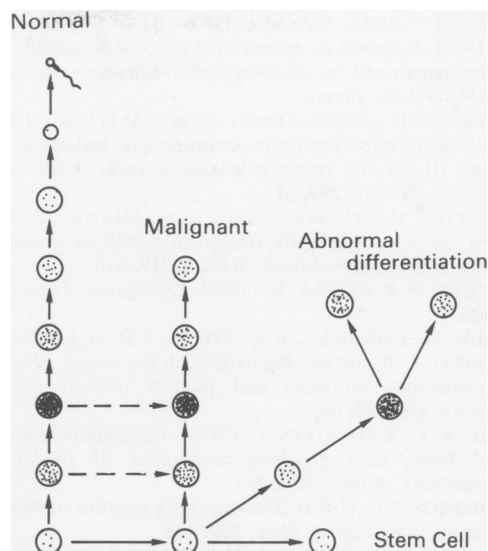 Normal
Malignant
Abnormal
differentiation
Stem Cell